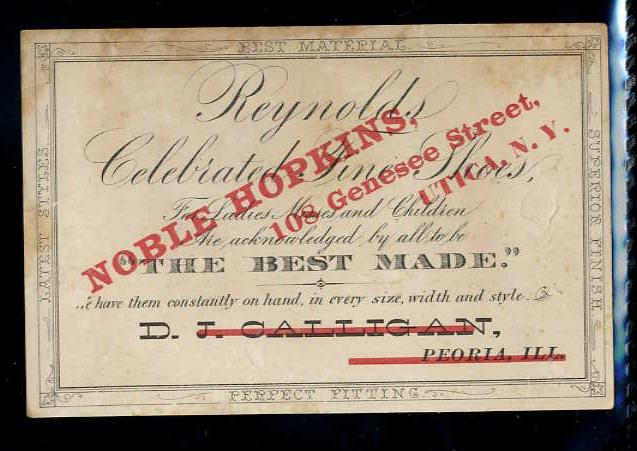 BEST MATERIAL
LATEST STYLES
SUPERIOR FINISH
Reynolds
Celebrated Fine Shoes,
For Ladies Misses and Children
Are acknowledged by all to be
"THE BEST MADE."
We have them constantly on hand, in every size, width and style.
D. J. CALLIGAN,
PEORIA, ILL.
NOBLE HOPKINS,
108 Genesee Street,
UTICA, N. Y.
PERFECT FITTING